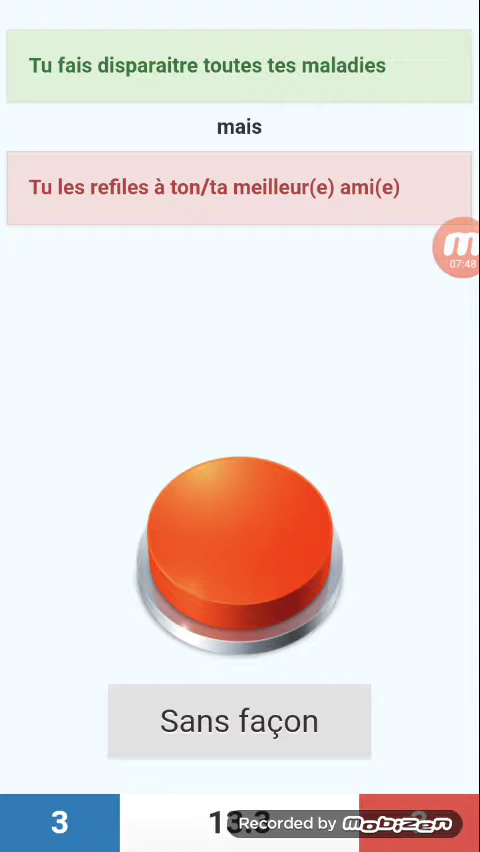 Tu fais disparaitre toutes tes maladies
mais
Tu les refiles à ton/ta meilleur(e) ami(e)
07:48
Sans façon
3
Recorded by mobizen